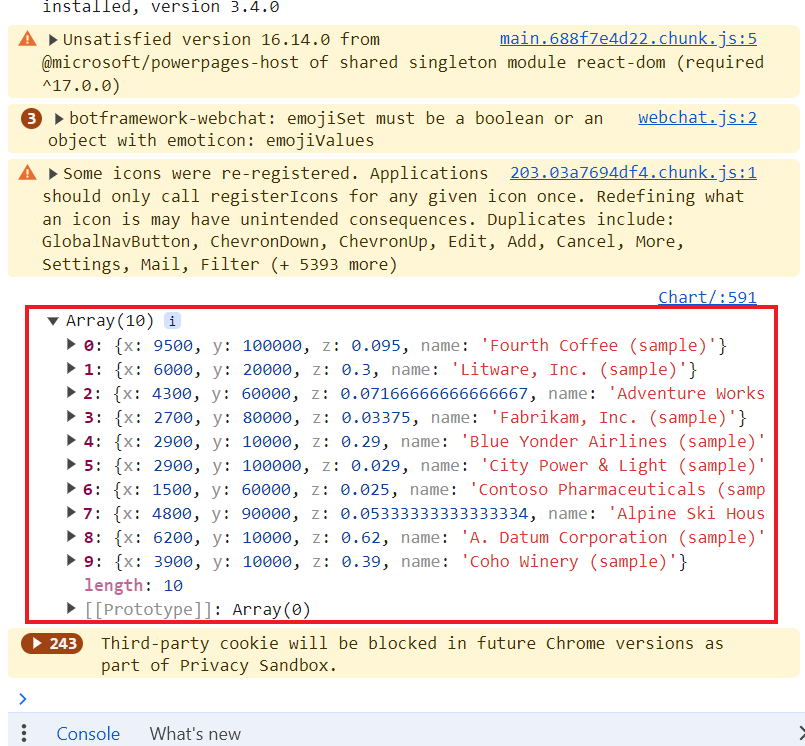 installed, version 3.4.0
Unsatisfied version 16.14.0 from main.688f7e4d22.chunk.js:5
@microsoft/powerpages-host of shared singleton module react-dom (required
^17.0.0)
3 botframework-webchat: emojiSet must be a boolean or an webchat.js:2
object with emoticon: emojiValues
Some icons were re-registered. Applications 203.03a7694df4.chunk.js:1
should only call registerIcons for any given icon once. Redefining what
an icon is may have unintended consequences. Duplicates include:
GlobalNavButton, ChevronDown, ChevronUp, Edit, Add, Cancel, More,
Settings, Mail, Filter (+ 5393 more)
Chart/:591
Array(10) i
0: {x: 9500, y: 100000, z: 0.095, name: 'Fourth Coffee (sample)'}
1: {x: 6000, y: 20000, z: 0.3, name: 'Litware, Inc. (sample)'}
2: {x: 4300, y: 60000, z: 0.07166666666666667, name: 'Adventure Works
3: {x: 2700, y: 80000, z: 0.03375, name: 'Fabrikam, Inc. (sample)'}
4: {x: 2900, y: 10000, z: 0.29, name: 'Blue Yonder Airlines (sample)'
5: {x: 2900, y: 100000, z: 0.029, name: 'City Power & Light (sample)'
6: {x: 1500, y: 60000, z: 0.025, name: 'Contoso Pharmaceuticals (samp
7: {x: 4800, y: 90000, z: 0.05333333333333334, name: 'Alpine Ski Hous
8: {x: 6200, y: 10000, z: 0.62, name: 'A. Datum Corporation (sample)'
9: {x: 3900, y: 10000, z: 0.39, name: 'Coho Winery (sample)'}
length: 10
[[Prototype]]: Array(0)
243 Third-party cookie will be blocked in future Chrome versions as
part of Privacy Sandbox.
Console What's new